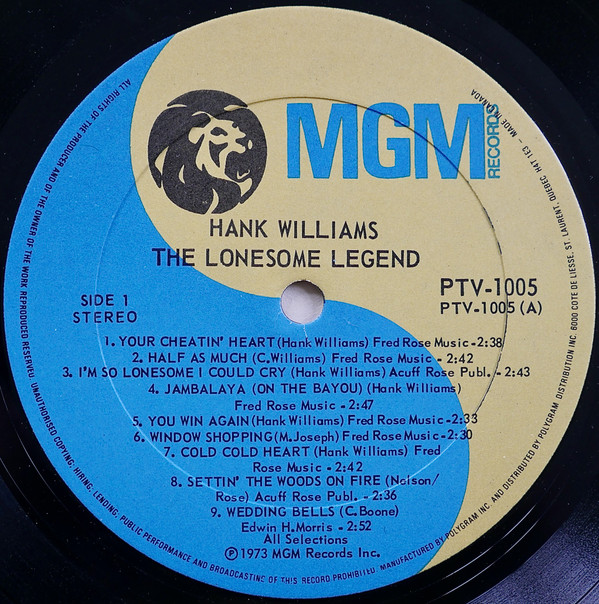 MGM
RECORDS
HANK WILLIAMS
THE LONESOME LEGEND
PTV-1005
PTV-1005 (A)
SIDE 1
STEREO
1. YOUR CHEATIN' HEART (Hank Williams) Fred Rose Music - 2:38
2. HALF AS MUCH (C. Williams) Fred Rose Music - 2:42
3. I'M SO LONESOME I COULD CRY (Hank Williams) Acuff Rose Publ. - 2:43
4. JAMBALAYA (ON THE BAYOU) (Hank Williams)
Fred Rose Music - 2:47
5. YOU WIN AGAIN (Hank Williams) Fred Rose Music - 2:33
6. WINDOW SHOPPING (M. Joseph) Fred Rose Music - 2:30
7. COLD COLD HEART (Hank Williams) Fred
Rose Music - 2:42
8. SETTIN' THE WOODS ON FIRE (Nelson/
Rose) Acuff Rose Publ. - 2:36
9. WEDDING BELLS (C. Boone)
Edwin H. Morris - 2:52
All Selections
℗ 1973 MGM Records Inc.
ALL RIGHTS OF THE PRODUCER AND OF THE OWNER OF THE WORK REPRODUCED RESERVED. UNAUTHORISED COPYING, HIRING, LENDING, PUBLIC PERFORMANCE AND BROADCASTING OF THIS RECORD PROHIBITED. MANUFACTURED BY POLYGRAM INC. AND DISTRIBUTED BY POLYGRAM DISTRIBUTION INC. 6000 COTE DE LIESSE, ST. LAURENT, QUEBEC H4T 1E3 - MADE IN CANADA